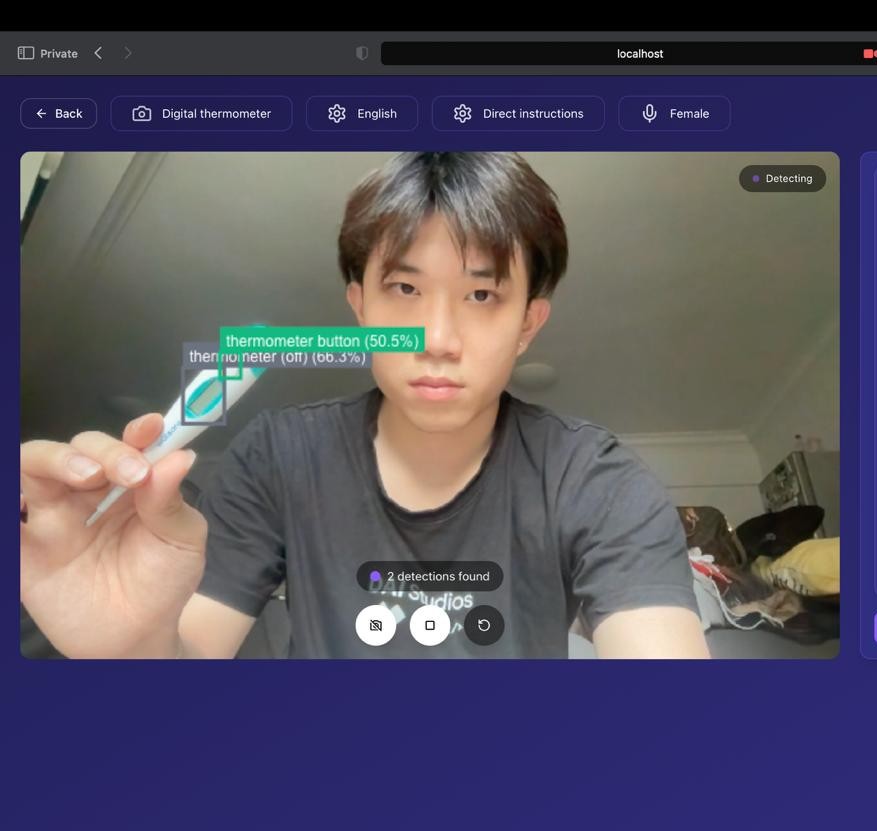 Private
localhost
Back
Digital thermometer
English
Direct instructions
Female
Detecting
thermometer button (50.5%)
thermometer (off) (66.3%)
2 detections found
Studios